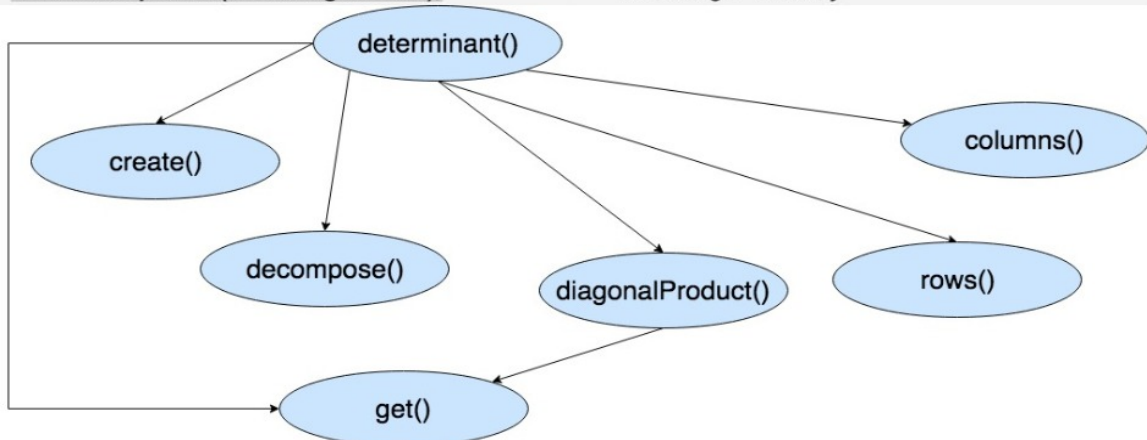 determinant()
columns()
create()
decompose()
diagonalProduct()
rows()
get()